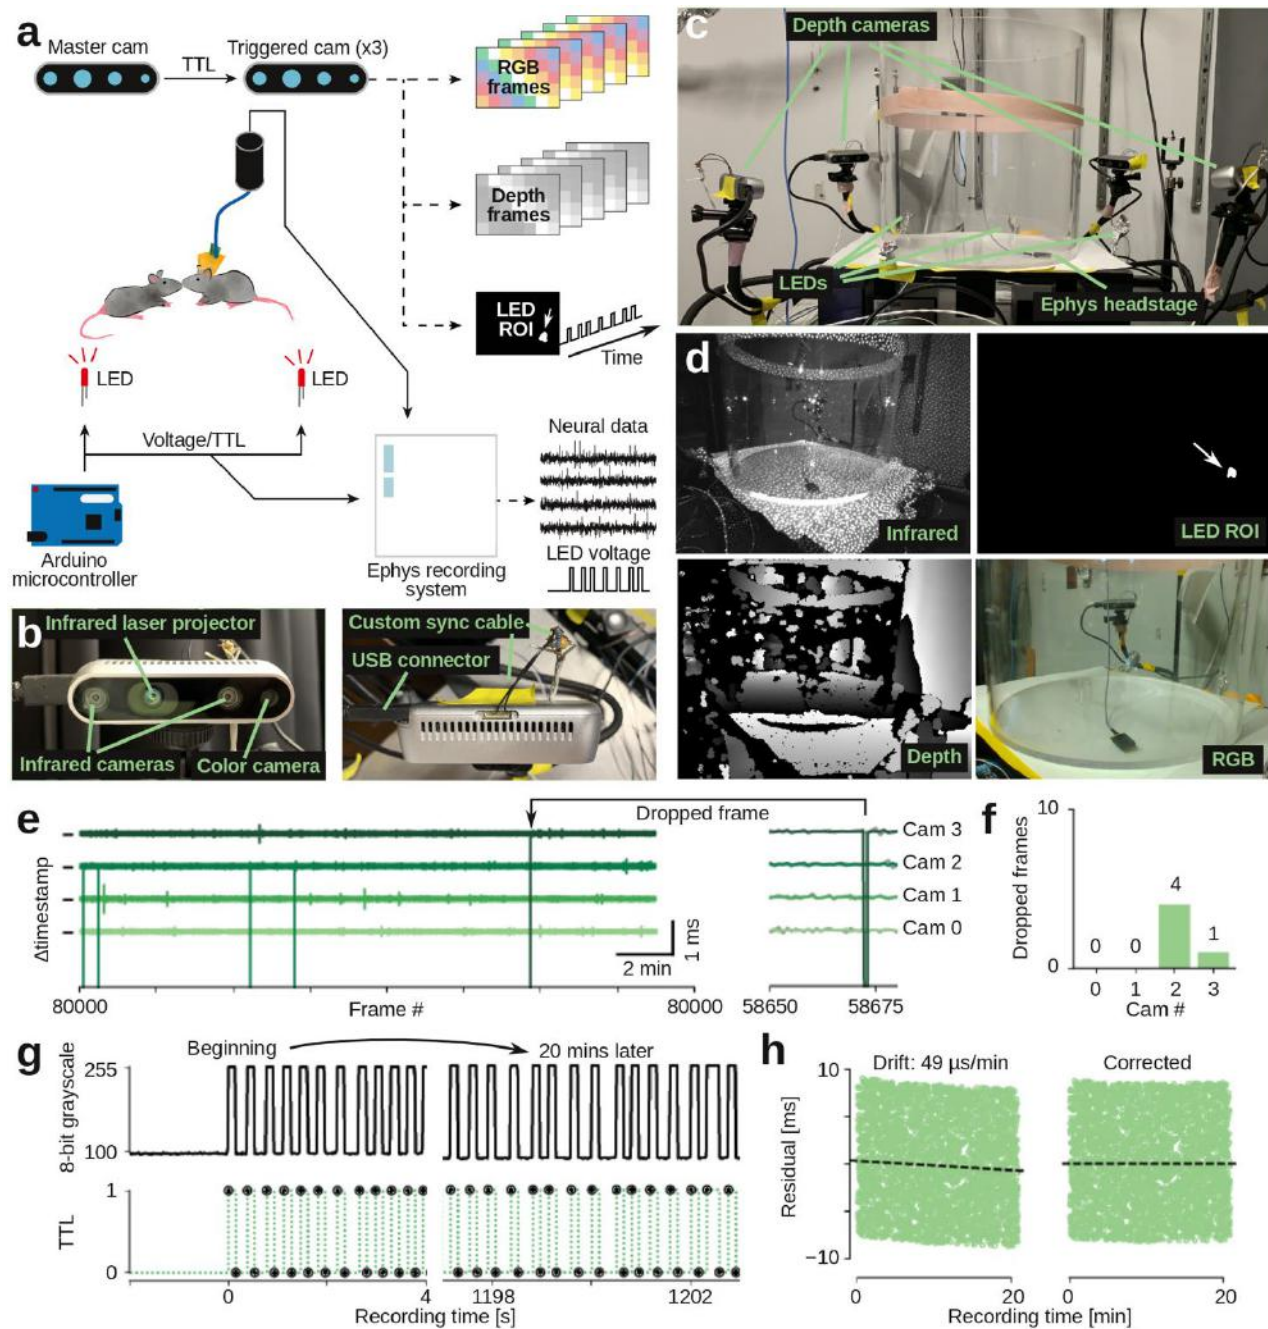 a
Master cam
TTL
Triggered cam (x3)
RGB
frames
Depth
frames
LED
ROI
Time
LED
LED
Voltage/TTL
Arduino
microcontroller
Ephys recording
system
Neural data
LED voltage
b
Infrared laser projector
Infrared cameras
Color camera
Custom sync cable
USB connector
c
Depth cameras
LEDs
Ephys headstage
d
Infrared
LED ROI
Depth
RGB
e
Dropped frame
Δtimestamp
Cam 3
Cam 2
Cam 1
Cam 0
1 ms
2 min
80000
Frame #
80000
58650
58675
f
Dropped frames
10
0
0
0
4
1
0
1
2
3
Cam #
g
Beginning
20 mins later
8-bit grayscale
255
100
TTL
1
0
0
4
1198
1202
Recording time [s]
h
Drift: 49 µs/min
Corrected
Residual [ms]
10
−10
0
20
0
20
Recording time [min]